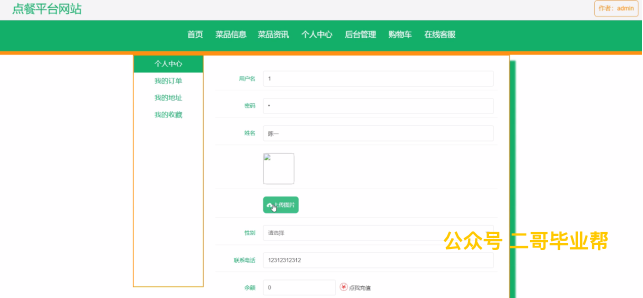 点餐平台网站
作者：admin
首页 菜品信息 菜品资讯 个人中心 后台管理 购物车 在线客服
个人中心
我的订单
我的地址
我的收藏
用户名 1
密码
姓名
上传图片
性别 请选择
联系电话 12312312312
余额 0 点我充值
公众号 二哥毕业帮